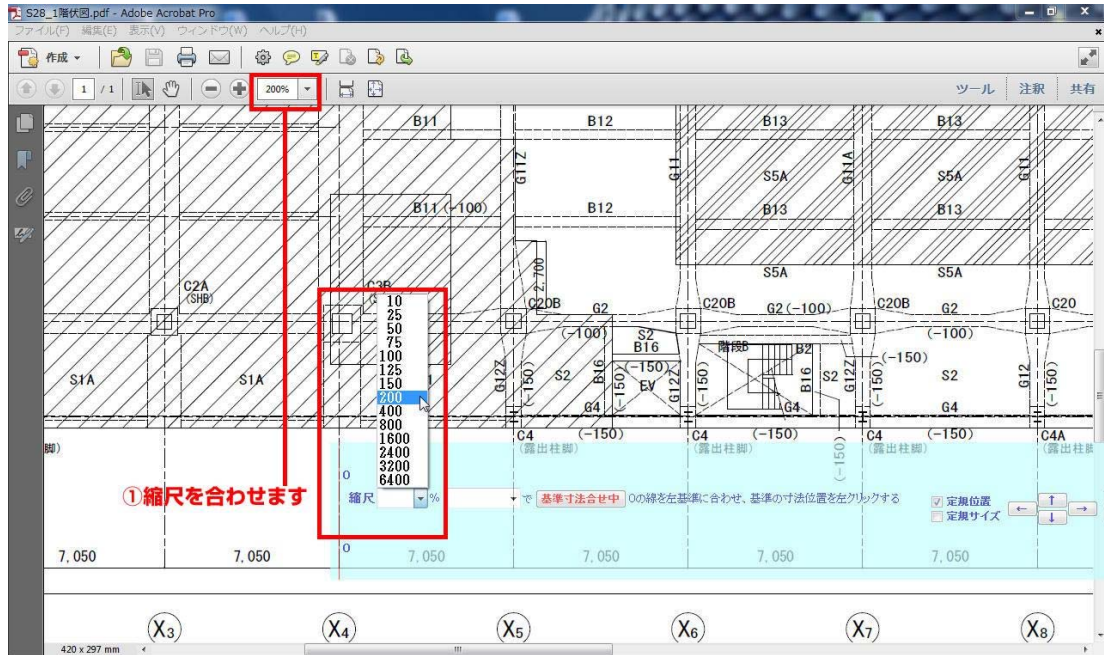 S28_1階伏図.pdf - Adobe Acrobat Pro
ファイル(F) 編集(E) 表示(V) ウィンドウ(W) ヘルプ(H)
作成
1 / 1 200% ツール 注釈 共有
B11 B12 B13 B13
G11Z G11 G11A G11
S5A S5A
B11(-100) B12 B13 B13
2,700
S5A S5A
C2A C3B
(SHB)
C20B G2 C20B G2(-100) C20B G2 C20
(-100) S2 (-100)
B16 階段B B2 (-150)
S1A S1A G12Z (-150) S2 B16 (-150) (-150) EV G12Z (-150) B16 S2 G12Z (-150) S2 G12 (-150)
G4 G4 G4
C4 (-150) C4 (-150) C4 (-150) C4A
脚) (露出柱脚) (露出柱脚) (-150) (露出柱脚) (露出柱脚)
10
25
50
75
100
125
150
200
400
800
1600
2400
3200
6400
①縮尺を合わせます
0
縮尺 % で 基準寸法合せ中 0の線を左基準に合わせ、基準の寸法位置を左クリックする
定規位置
定規サイズ
← ↑ ↓ →
0
7,050 7,050 7,050 7,050 7,050 7,050
X3 X4 X5 X6 X7 X8
420 x 297 mm